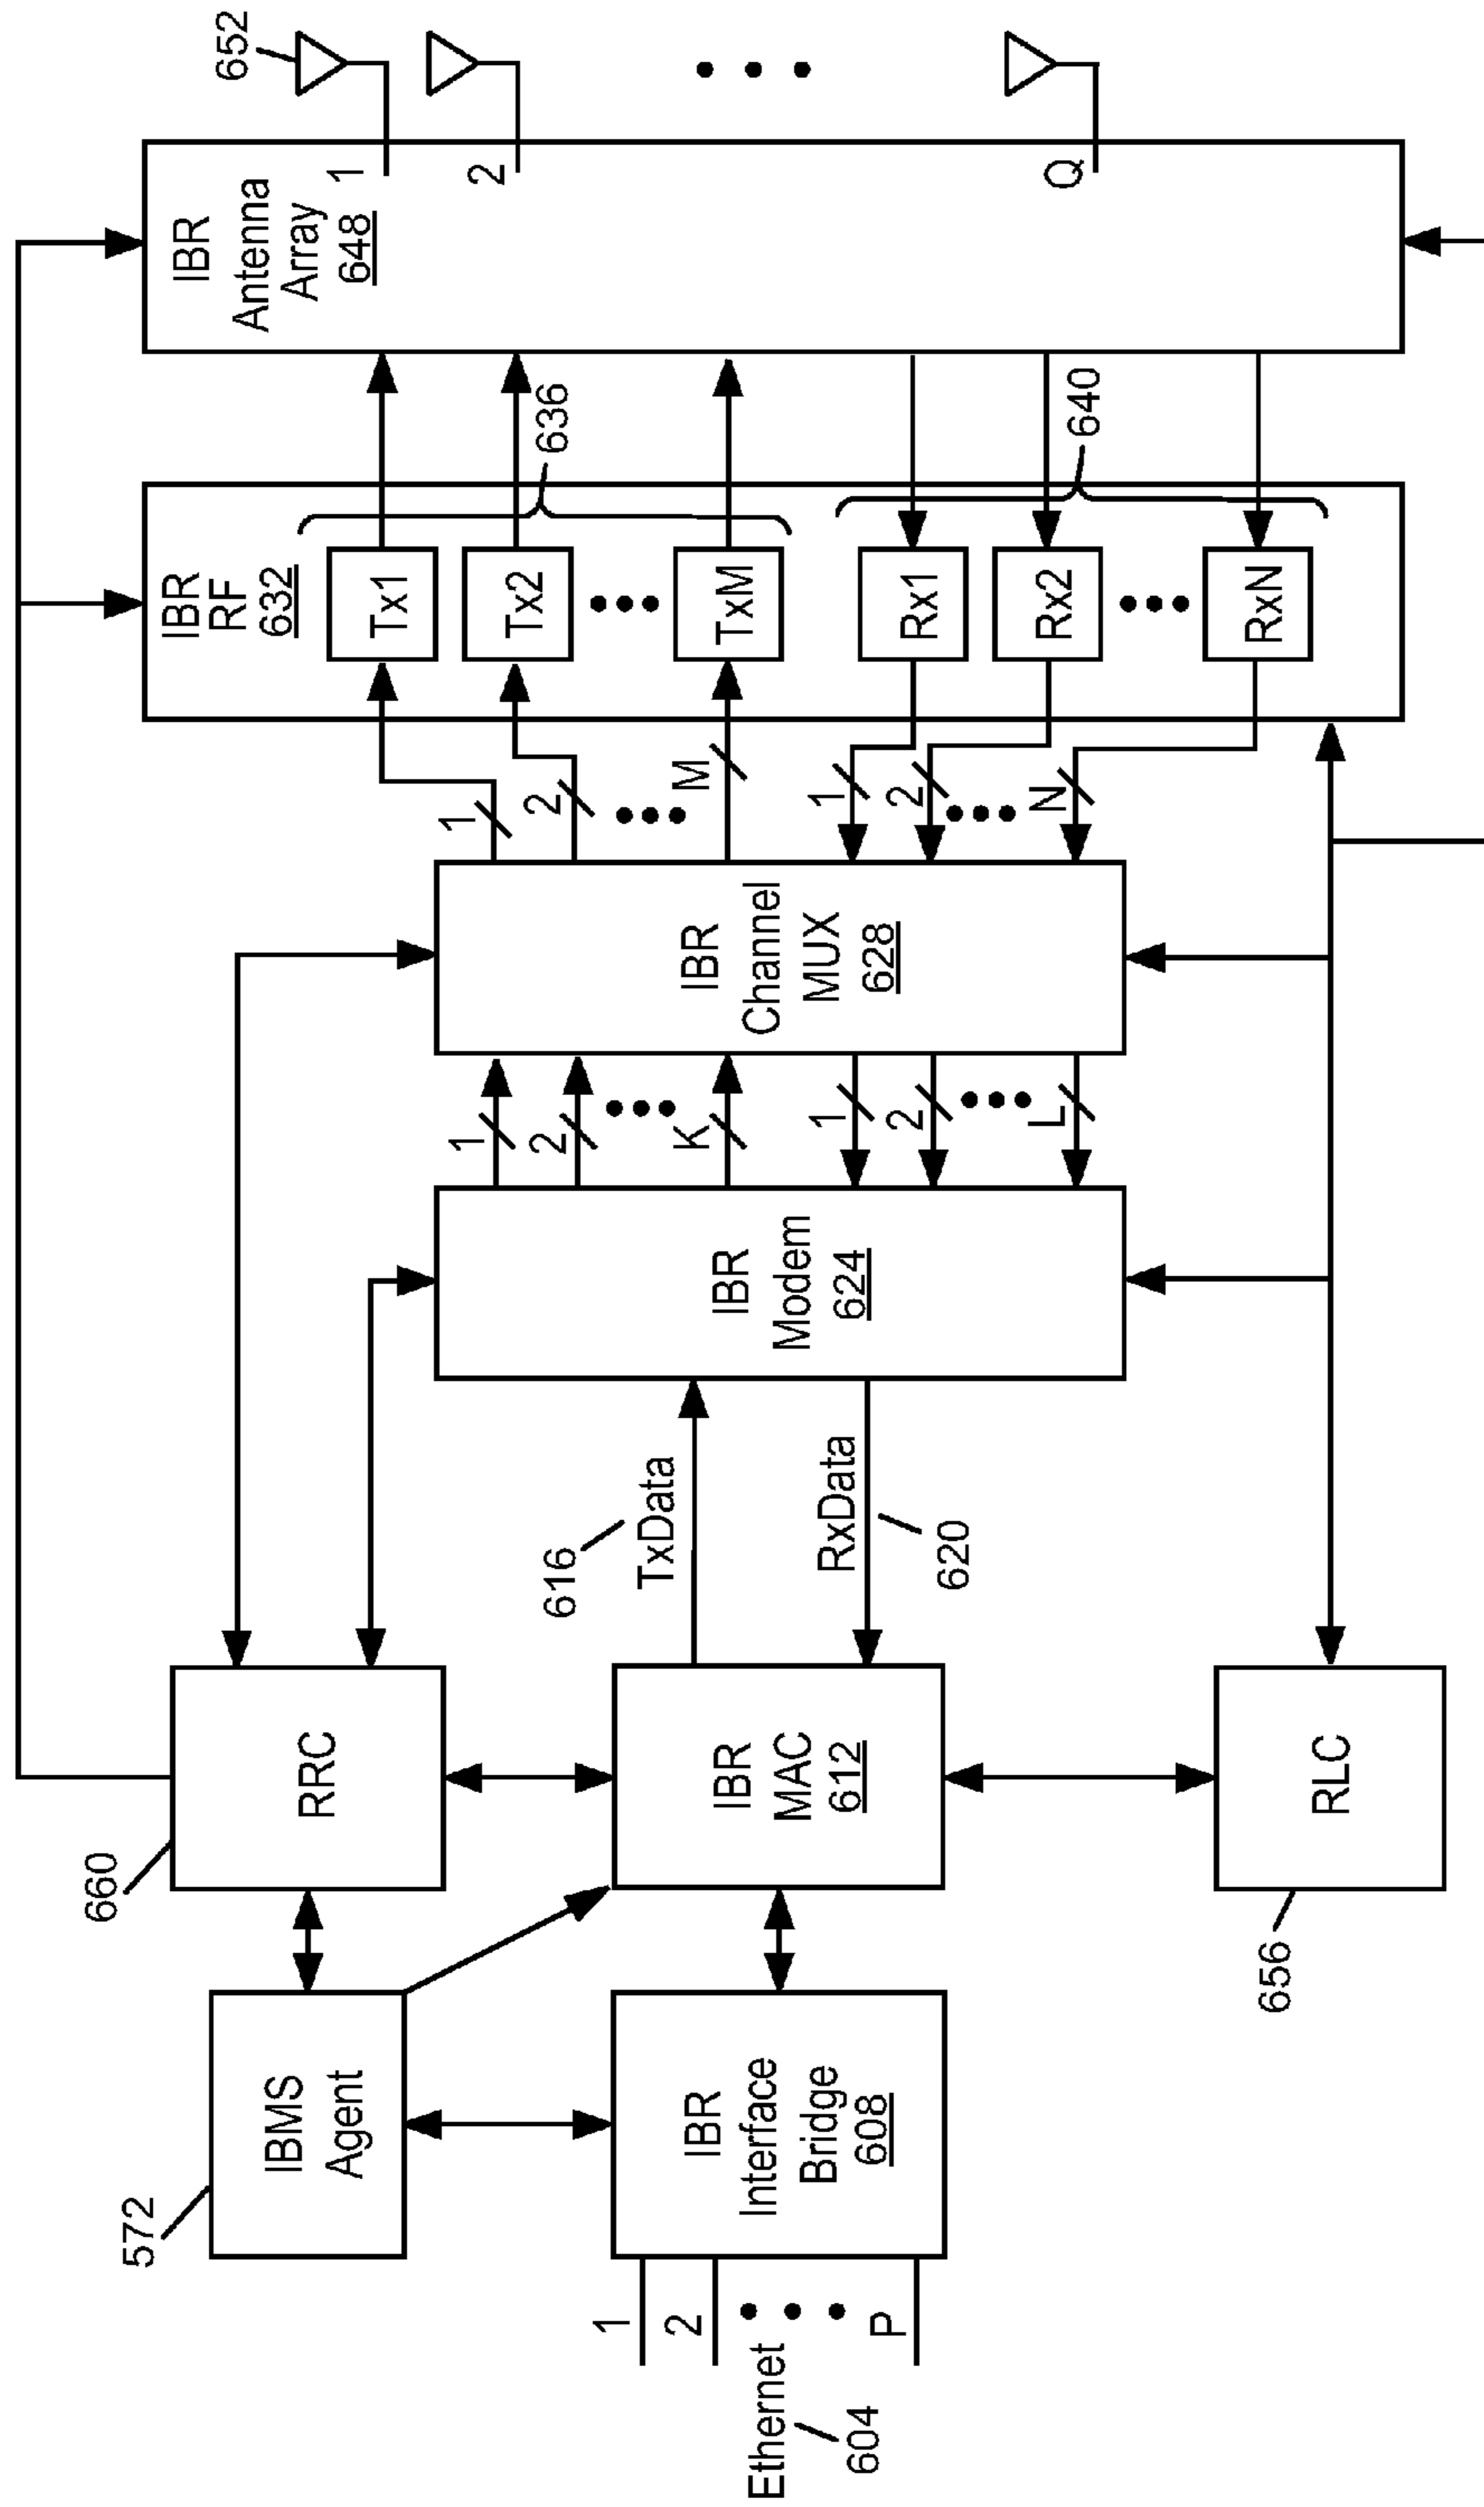 572
IBMS
Agent
660
RRC
Ethernet
604
1
2
P
IBR
Interface
Bridge
608
IBR
MAC
612
616
TxData
RxData
620
656
RLC
IBR
Modem
624
1
2
K
1
2
L
IBR
Channel
MUX
628
1
2
M
1
2
N
IBR
RF
632
Tx1
Tx2
TxM
Rx1
Rx2
RxN
636
640
IBR
Antenna
Array
648
1
2
Q
652